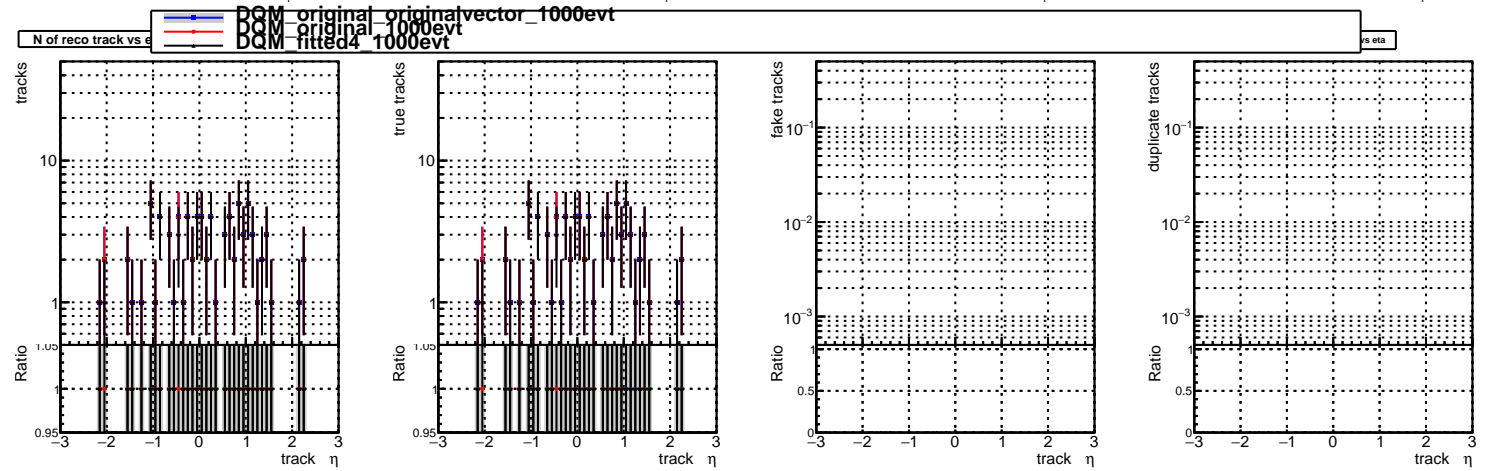 DQM_original_originalvector_1000evt
DQM_original_1000evt
DQM_fitted4_1000evt
N of reco track vs e
vs eta
tracks
10
1
1.05
Ratio
1
0.95
−3 −2 −1 0 1 2 3
track η
true tracks
10
1
1.05
Ratio
1
0.95
−3 −2 −1 0 1 2 3
track η
fake tracks
10−1
10−2
10−3
Ratio
1
0.5
0
−3 −2 −1 0 1 2 3
track η
duplicate tracks
10−1
10−2
10−3
Ratio
1
0.5
0
−3 −2 −1 0 1 2 3
track η